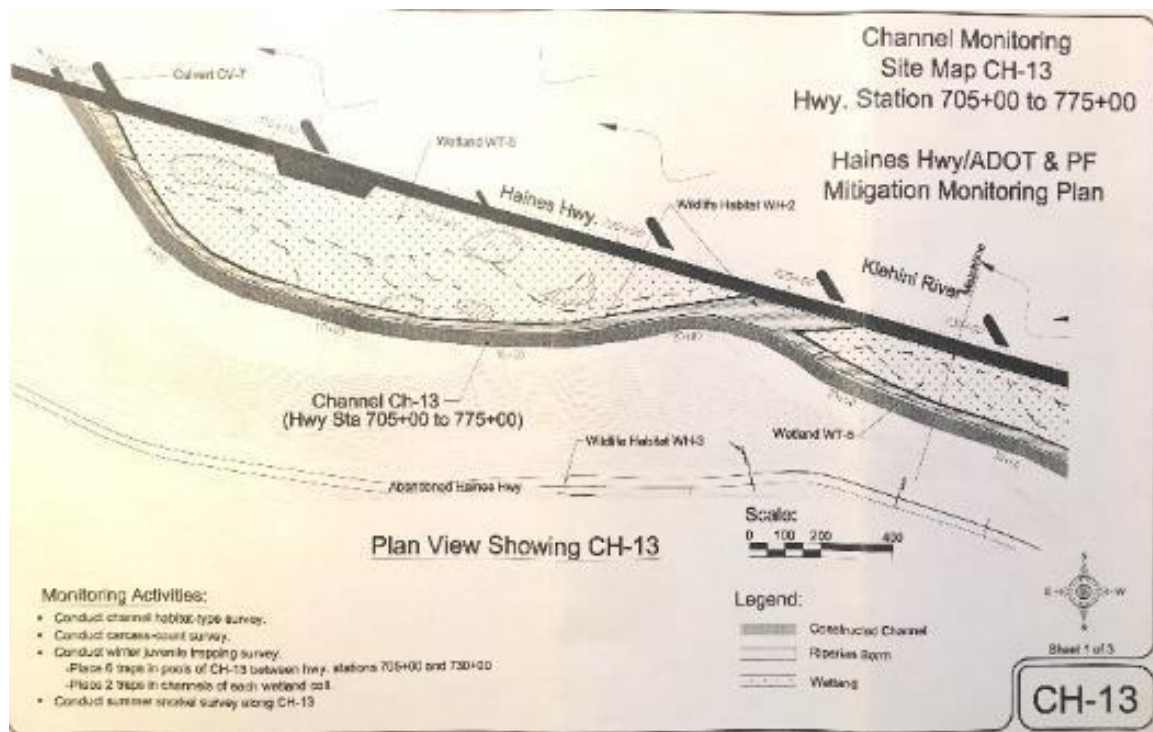 Channel Monitoring
Site Map CH-13
Hwy. Station 705+00 to 775+00
Haines Hwy/ADOT & PF
Mitigation Monitoring Plan
Culvert CV-7
Wetland WT-5
Haines Hwy.
Wildlife Habitat WH-2
Klehini River
Channel Ch-13
(Hwy Sta 705+00 to 775+00)
Wildlife Habitat WH-3
Wetland WT-5
Abandoned Haines Hwy
Plan View Showing CH-13
Scale:
0 100 200 400
Monitoring Activities:
• Conduct channel habitat-type survey.
• Conduct carcass-count survey.
• Conduct winter juvenile trapping survey.
-Place 6 traps in pools of CH-13 between hwy. stations 705+00 and 730+00
-Place 2 traps in channels of each wetland cell.
• Conduct summer snorkel survey along CH-13
Legend:
Constructed Channel
Riparian Berm
Wetland
S
E W
N
Sheet 1 of 3
CH-13